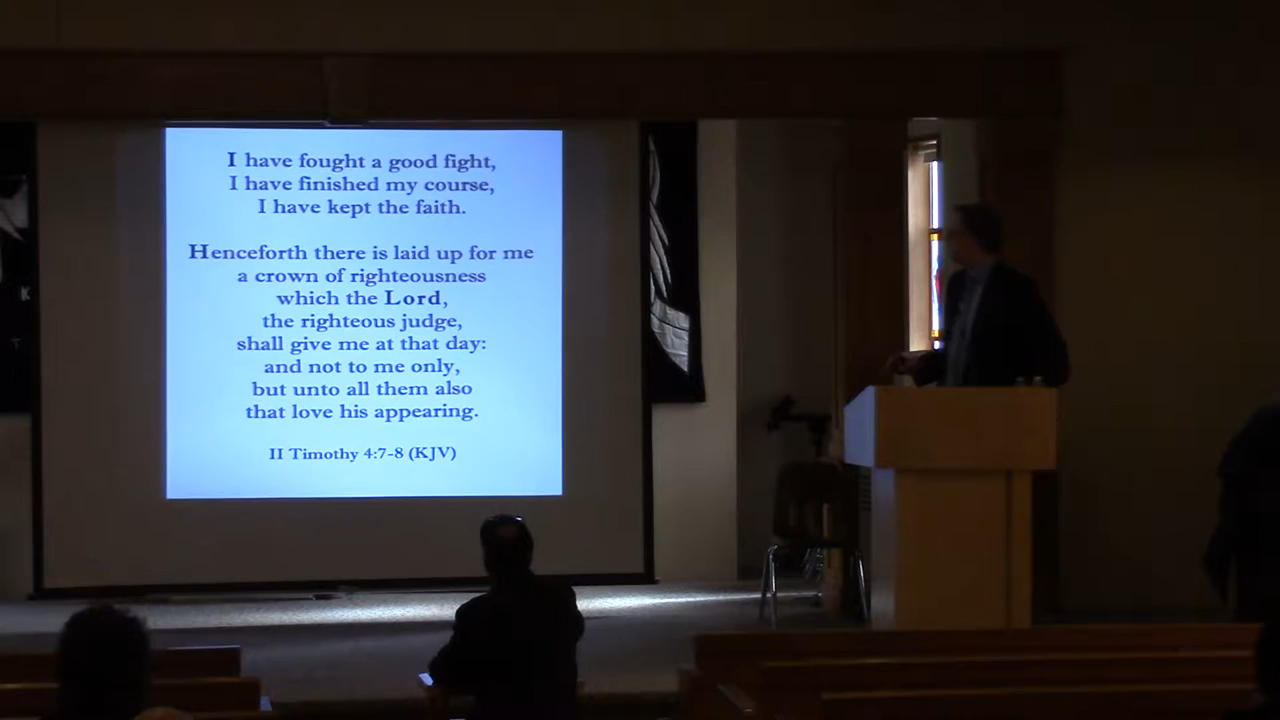 I have fought a good fight,
I have finished my course,
I have kept the faith.
Henceforth there is laid up for me
a crown of righteousness
which the Lord,
the righteous judge,
shall give me at that day:
and not to me only,
but unto all them also
that love his appearing.
II Timothy 4:7-8 (KJV)